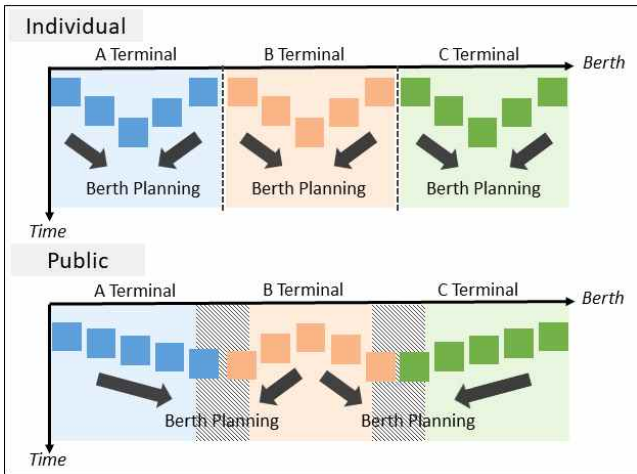 Individual
A Terminal B Terminal C Terminal
Berth
Berth Planning Berth Planning Berth Planning
Time
Public
A Terminal B Terminal C Terminal
Berth
Berth Planning Berth Planning
Time